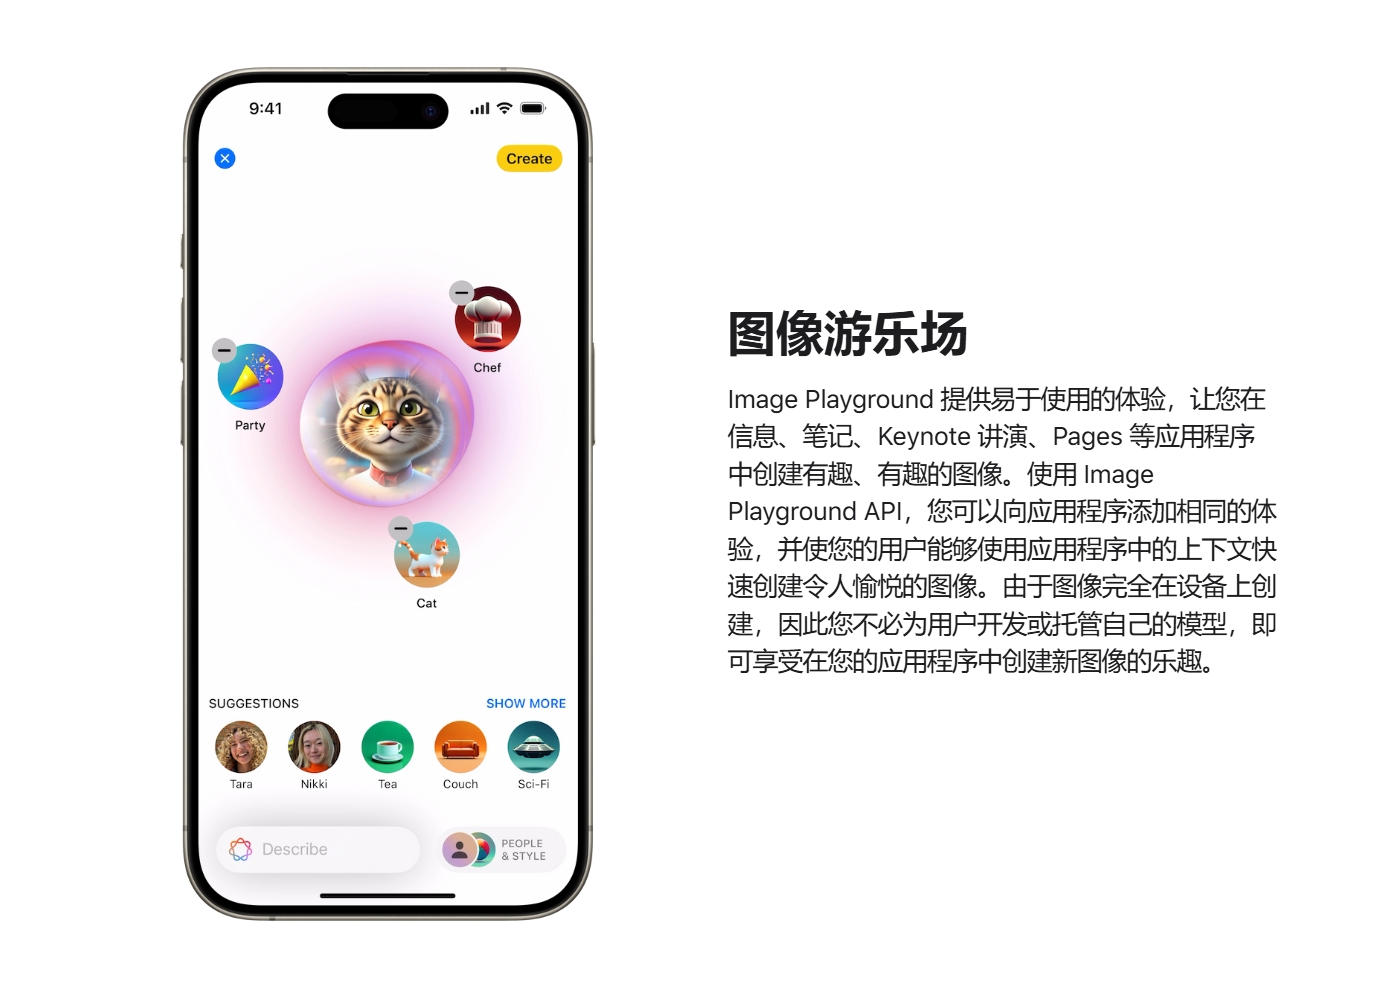 9:41
Create
Chef
Party
Cat
SUGGESTIONS
SHOW MORE
Tara
Nikki
Tea
Couch
Sci-Fi
Describe
PEOPLE
& STYLE
图像游乐场
Image Playground 提供易于使用的体验，让您在
信息、笔记、Keynote 讲演、Pages 等应用程序
中创建有趣、有趣的图像。使用 Image
Playground API，您可以向应用程序添加相同的体
验，并使您的用户能够使用应用程序中的上下文快
速创建令人愉悦的图像。由于图像完全在设备上创
建，因此您不必为用户开发或托管自己的模型，即
可享受在您的应用程序中创建新图像的乐趣。